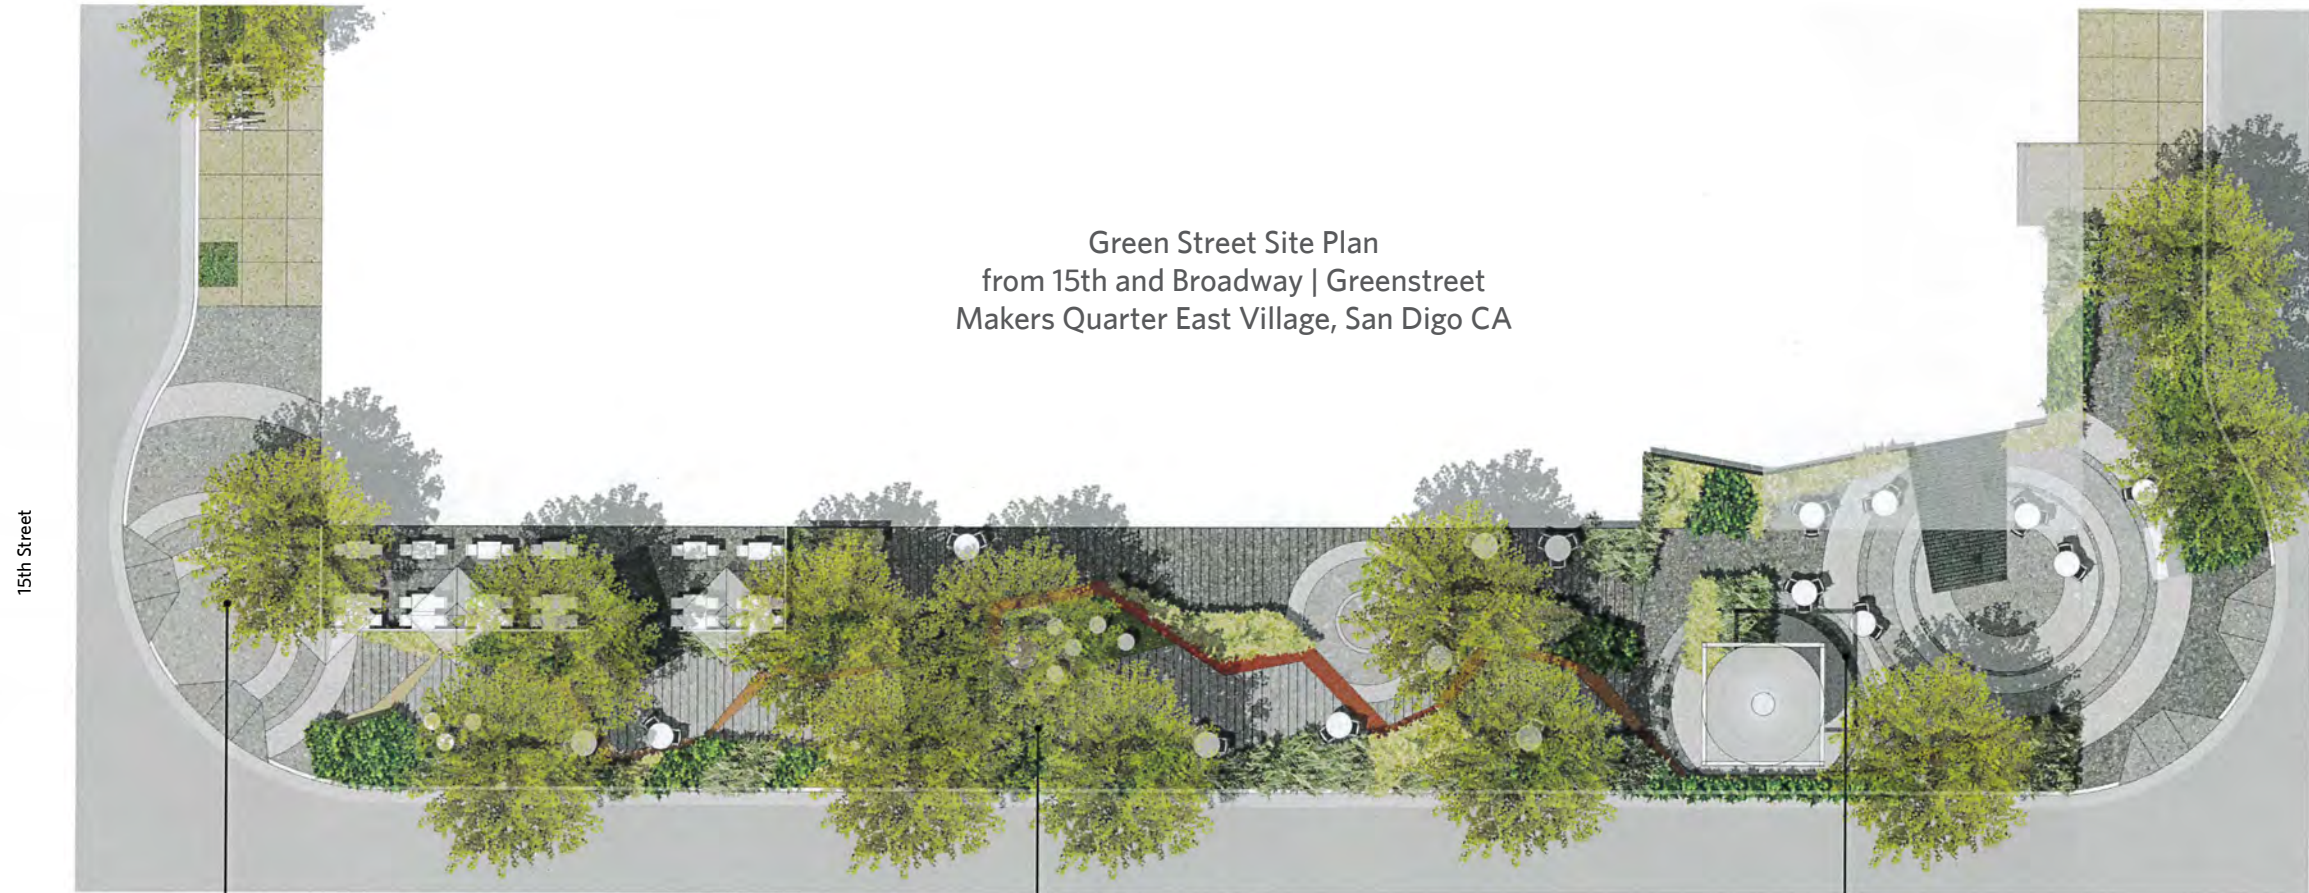 Green Street Site Plan
from 15th and Broadway | Greenstreet
Makers Quarter East Village, San Digo CA
15th Street